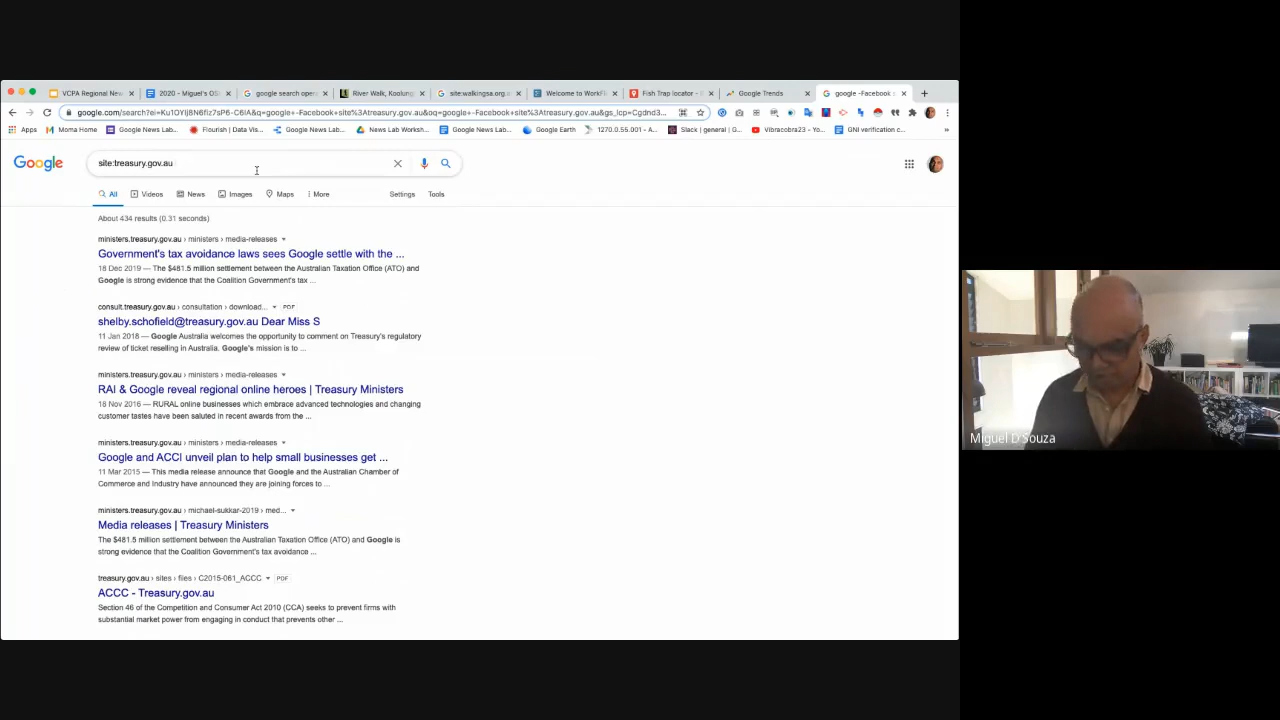 VCPA Regional New
2020 - Miguel's OS
google search oper
River Walk, Koolung
site:walkingsa.org.a
Welcome to WorkFl
Fish Trap locator -
Google Trends
google -Facebook s
Apps
Moma Home
Google News Lab...
Flourish | Data Vis...
Google News Lab...
News Lab Worksh...
Google News Lab...
Google Earth
1270.0.55.001 - A...
Slack | general | G...
Vibracobra23 - Yo...
GNI verification c...
»
Google
site:treasury.gov.au
All
Videos
News
Images
Maps
More
Settings
Tools
About 434 results (0.31 seconds)
ministers.treasury.gov.au › ministers › media-releases
Government's tax avoidance laws sees Google settle with the ...
18 Dec 2019 — The $481.5 million settlement between the Australian Taxation Office (ATO) and
Google is strong evidence that the Coalition Government's tax ...
consult.treasury.gov.au › consultation › download... PDF
shelby.schofield@treasury.gov.au Dear Miss S
11 Jan 2018 — Google Australia welcomes the opportunity to comment on Treasury's regulatory
review of ticket reselling in Australia. Google's mission is to ...
ministers.treasury.gov.au › ministers › media-releases
RAI & Google reveal regional online heroes | Treasury Ministers
18 Nov 2016 — RURAL online businesses which embrace advanced technologies and changing
customer tastes have been saluted in recent awards from the ...
ministers.treasury.gov.au › ministers › media-releases
Google and ACCI unveil plan to help small businesses get ...
11 Mar 2015 — This media release announce that Google and the Australian Chamber of
Commerce and Industry have announced they are joining forces to ...
ministers.treasury.gov.au › michael-sukkar-2019 › med...
Media releases | Treasury Ministers
The $481.5 million settlement between the Australian Taxation Office (ATO) and Google is
strong evidence that the Coalition Government's tax avoidance ...
treasury.gov.au › sites › files › C2015-061_ACCC PDF
ACCC - Treasury.gov.au
Section 46 of the Competition and Consumer Act 2010 (CCA) seeks to prevent firms with
substantial market power from engaging in conduct that prevents other ...
Miguel D'Souza